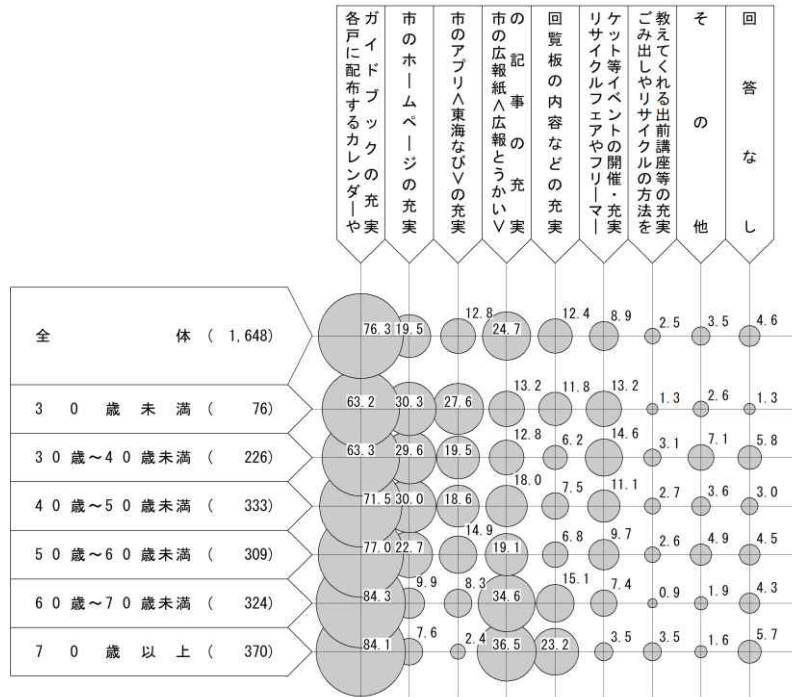 各戸に配布するカレンダーや
ガイドブックの充実
市のホームページの充実
市のアプリ＜東海なび＞の充実
市の広報紙＜広報とうかい＞
の記事の充実
回覧板の内容などの充実
リサイクルフェアやフリーマー
ケット等イベントの開催・充実
ごみ出しやリサイクルの方法を
教えてくれる出前講座等の充実
その他
回答なし
全体 ( 1,648) 76.3 19.5 12.8 24.7 12.4 8.9 2.5 3.5 4.6
30歳未満 ( 76) 63.2 30.3 27.6 13.2 11.8 13.2 1.3 2.6 1.3
30歳～40歳未満 ( 226) 63.3 29.6 19.5 12.8 6.2 14.6 3.1 7.1 5.8
40歳～50歳未満 ( 333) 71.5 30.0 18.6 18.0 7.5 11.1 2.7 3.6 3.0
50歳～60歳未満 ( 309) 77.0 22.7 14.9 19.1 6.8 9.7 2.6 4.9 4.5
60歳～70歳未満 ( 324) 84.3 9.9 8.3 34.6 15.1 7.4 0.9 1.9 4.3
70歳以上 ( 370) 84.1 7.6 2.4 36.5 23.2 3.5 3.5 1.6 5.7